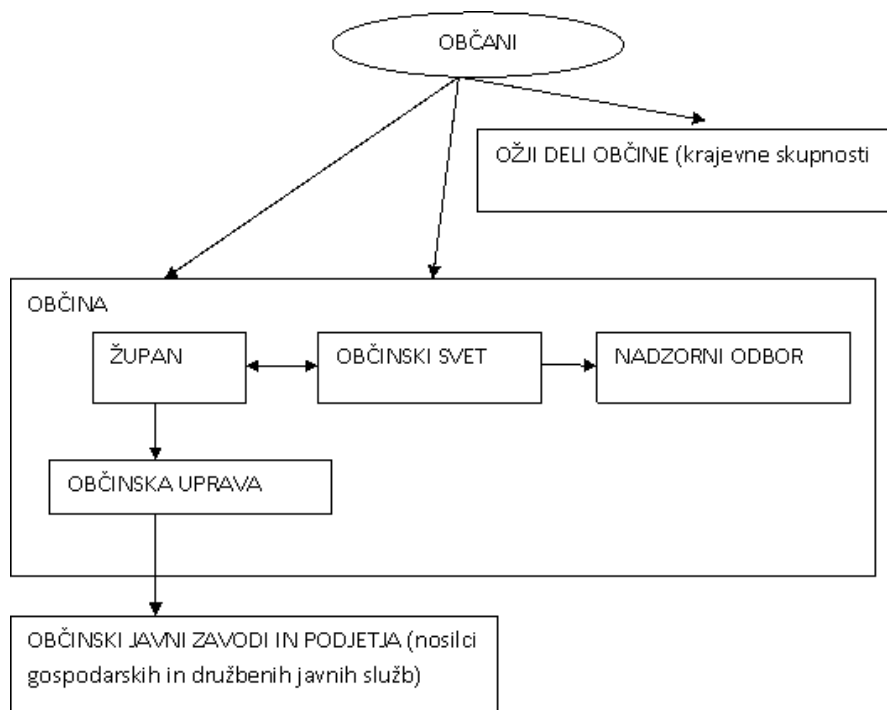 OBČANI
OŽJI DELI OBČINE (krajevne skupnosti
OBČINA
ŽUPAN
OBČINSKI SVET
NADZORNI ODBOR
OBČINSKA UPRAVA
OBČINSKI JAVNI ZAVODI IN PODJETJA (nosilci
gospodarskih in družbenih javnih služb)